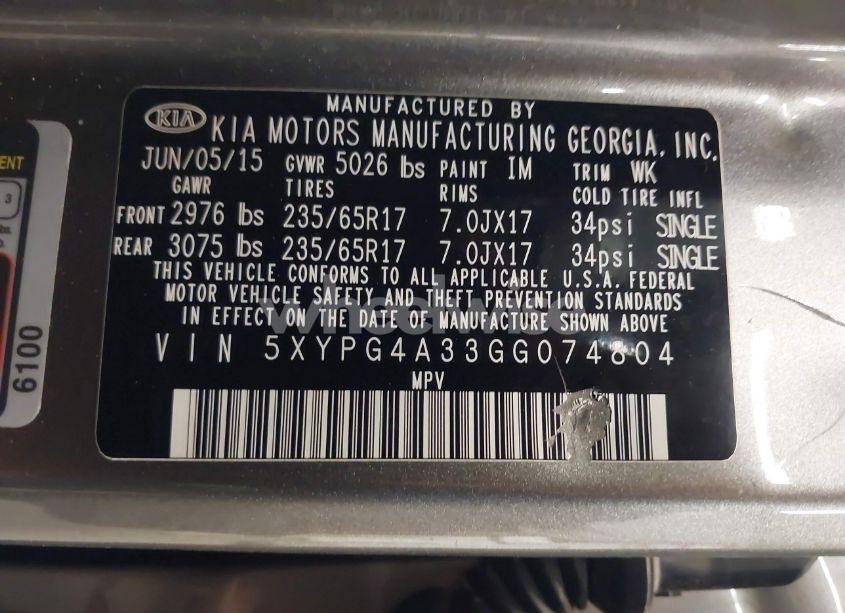 MANUFACTURED BY
KIA KIA MOTORS MANUFACTURING GEORGIA, INC.
JUN/05/15 GVWR 5026 lbs PAINT IM TRIM WK
GAWR TIRES RIMS COLD TIRE INFL
FRONT 2976 lbs 235/65R17 7.0JX17 34psi SINGLE
REAR 3075 lbs 235/65R17 7.0JX17 34psi SINGLE
THIS VEHICLE CONFORMS TO ALL APPLICABLE U.S.A. FEDERAL
MOTOR VEHICLE SAFETY AND THEFT PREVENTION STANDARDS
IN EFFECT ON THE DATE OF MANUFACTURE SHOWN ABOVE
VIN 5XYPG4A33GG074804
MPV
6100
3